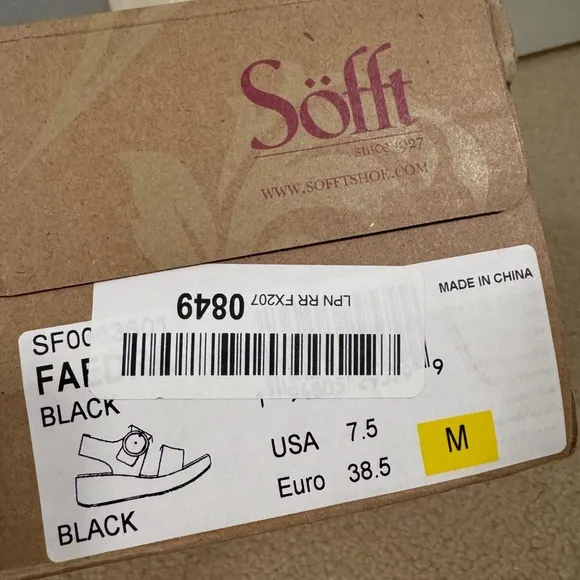 Söfft
since 1927
WWW.SOFFTSHOE.COM
MADE IN CHINA
LPN RR FX207 0849
SF00
FA
BLACK
9
USA 7.5
Euro 38.5
M
BLACK